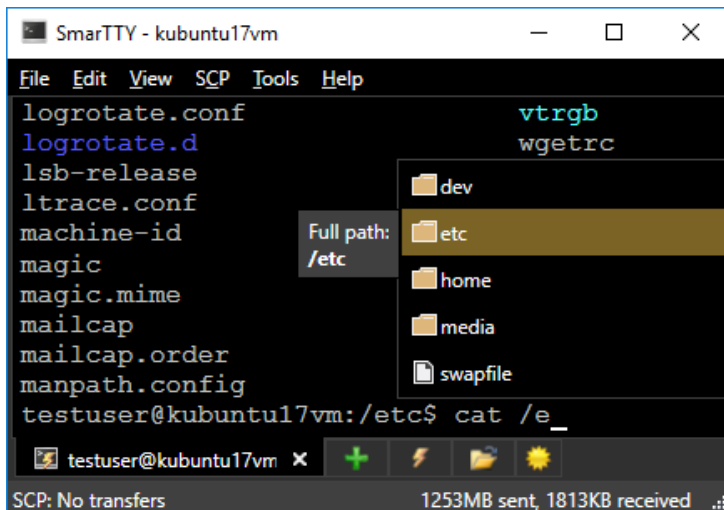 SmarTTY - kubuntu17vm
File Edit View SCP Tools Help
logrotate.conf vtrgb
logrotate.d wgetrc
lsb-release
dev
ltrace.conf
machine-id
Full path:
etc
/etc
magic
home
magic.mime
mailcap
media
mailcap.order
swapfile
manpath.config
testuser@kubuntu17vm:/etc$ cat /e_
testuser@kubuntu17vm
SCP: No transfers 1253MB sent, 1813KB received